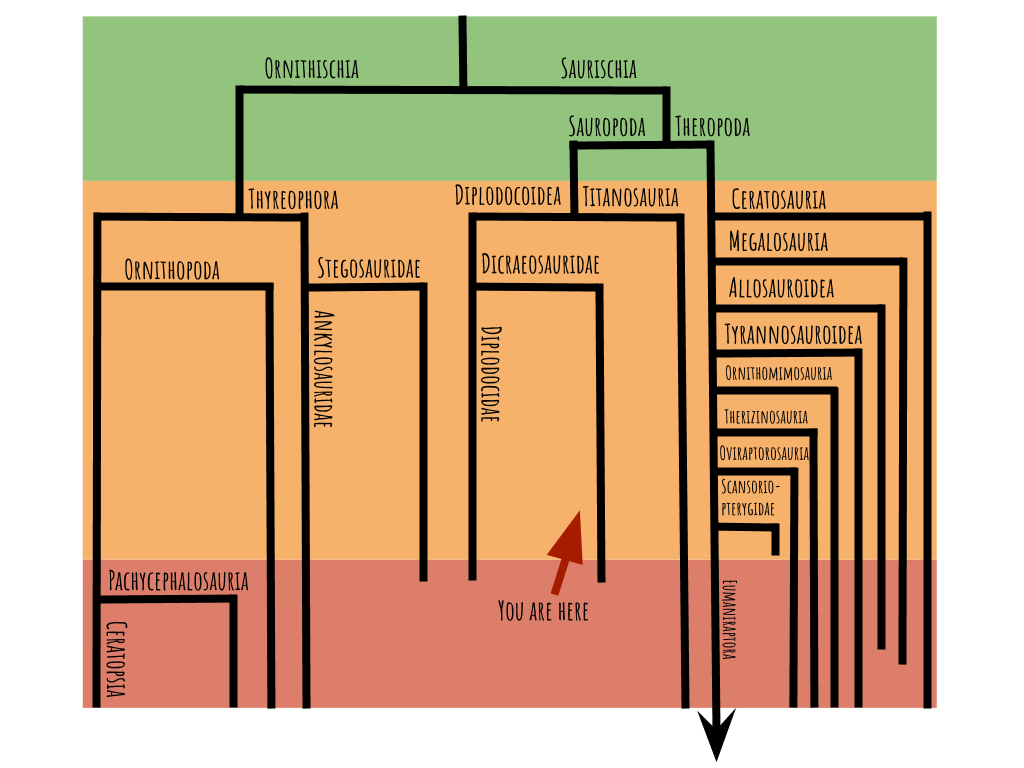 Ornithischia
Saurischia
Sauropoda
Theropoda
Thyreophora
Diplodocoidea
Titanosauria
Ceratosauria
Megalosauria
Ornithopoda
Stegosauridae
Dicraeosauridae
Allosauroidea
Ankylosauridae
Diplodocidae
Tyrannosauroidea
Ornithomimosauria
Therizinosauria
Oviraptorosauria
Scansorio-
pterygidae
Pachycephalosauria
You are here
Ceratopsia
Eumaniraptora